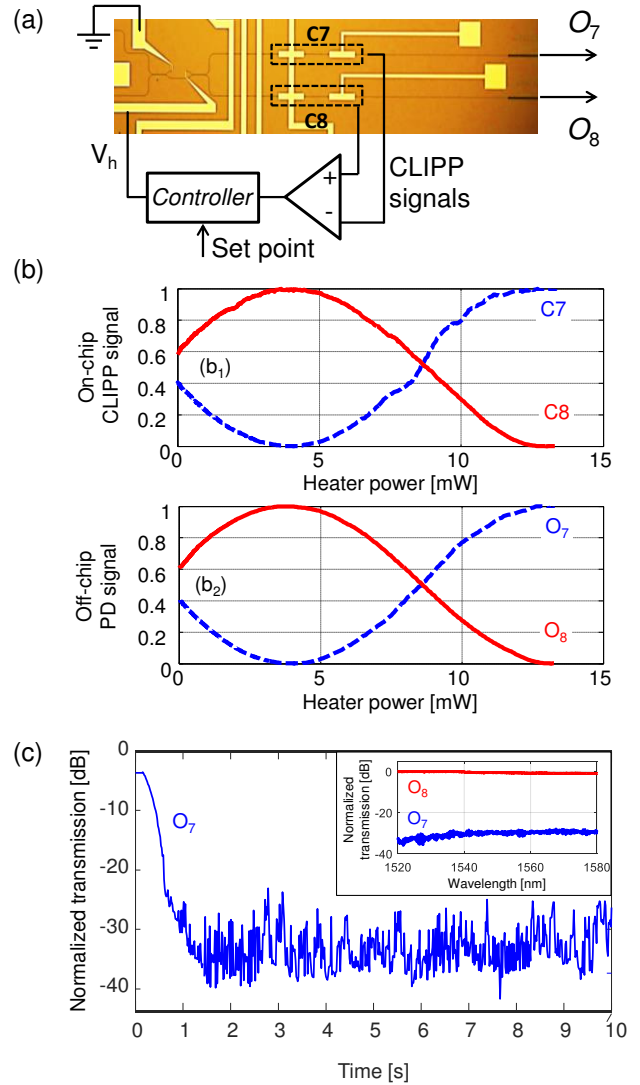 (a)
C7
O7
C8
O8
Vh
Controller
+
-
CLIPP
signals
Set point
(b)
On-chip
CLIPP signal
1
0.8
0.6
0.4
0.2
0
(b1)
C7
C8
0 5 10 15
Heater power [mW]
Off-chip
PD signal
1
0.8
0.6
0.4
0.2
0
(b2)
O7
O8
0 5 10 15
Heater power [mW]
(c)
Normalized transmission [dB]
0
-10
-20
-30
-40
O7
0 1 2 3 4 5 6 7 8 9 10
Time [s]
Normalized
transmission [dB]
0
-20
-40
O8
O7
1520 1540 1560 1580
Wavelength [nm]